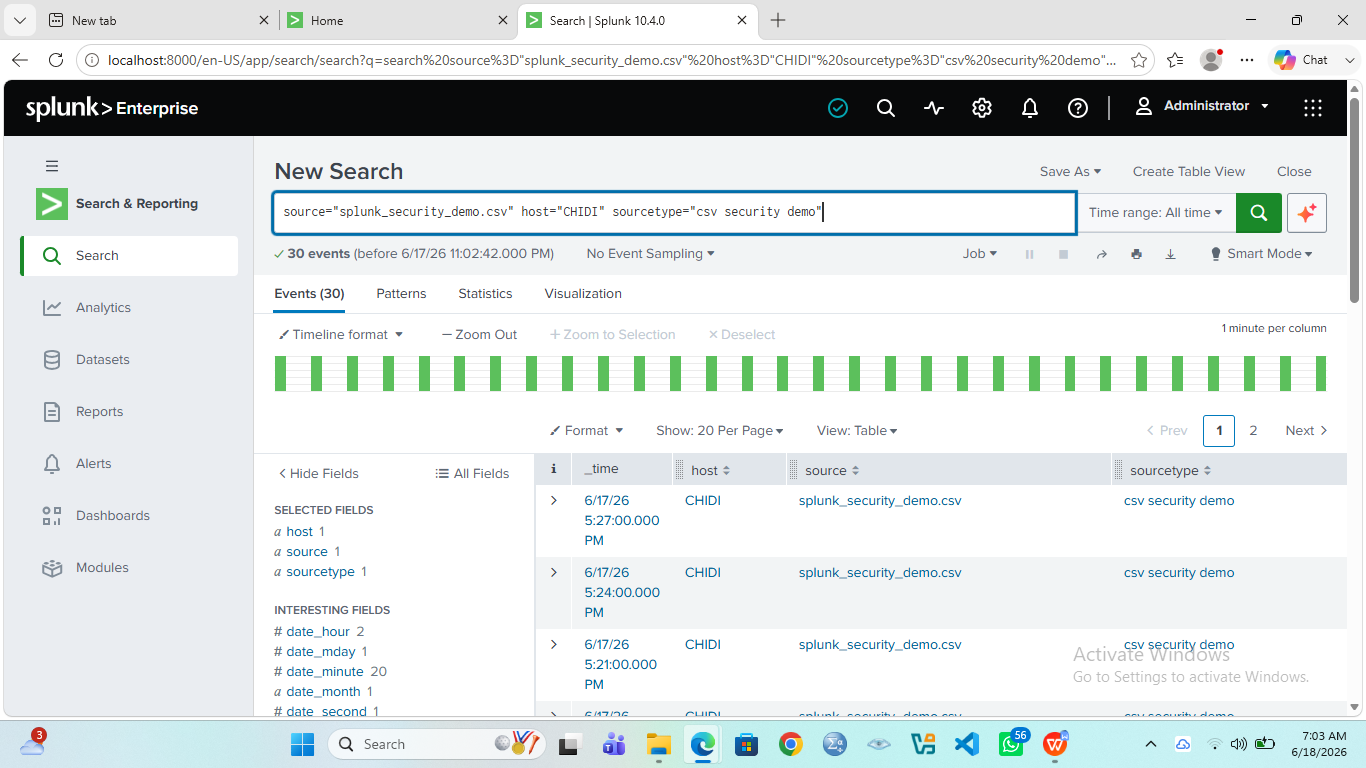 New tab
Home
Search | Splunk 10.4.0
localhost:8000/en-US/app/search/search?q=search%20source%3D"splunk_security_demo.csv"%20host%3D"CHIDI"%20sourcetype%3D"csv%20security%20demo"...
Chat
splunk>Enterprise
Administrator
Search & Reporting
Search
Analytics
Datasets
Reports
Alerts
Dashboards
Modules
New Search
Save As
Create Table View
Close
source="splunk_security_demo.csv" host="CHIDI" sourcetype="csv security demo"
Time range: All time
30 events (before 6/17/26 11:02:42.000 PM)
No Event Sampling
Job
Smart Mode
Events (30)
Patterns
Statistics
Visualization
Timeline format
Zoom Out
+ Zoom to Selection
× Deselect
1 minute per column
Format
Show: 20 Per Page
View: Table
< Prev
1
2
Next >
< Hide Fields
All Fields
SELECTED FIELDS
a host 1
a source 1
a sourcetype 1
INTERESTING FIELDS
# date_hour 2
# date_mday 1
# date_minute 20
a date_month 1
# date_second 1
i
_time
host
source
sourcetype
6/17/26
5:27:00.000
PM
CHIDI
splunk_security_demo.csv
csv security demo
6/17/26
5:24:00.000
PM
CHIDI
splunk_security_demo.csv
csv security demo
6/17/26
5:21:00.000
PM
CHIDI
splunk_security_demo.csv
csv security demo
6/17/26
CHIDI
splunk_security_demo.csv
csv security demo
Activate Windows
Go to Settings to activate Windows.
3
Search
56
7:03 AM
6/18/2026